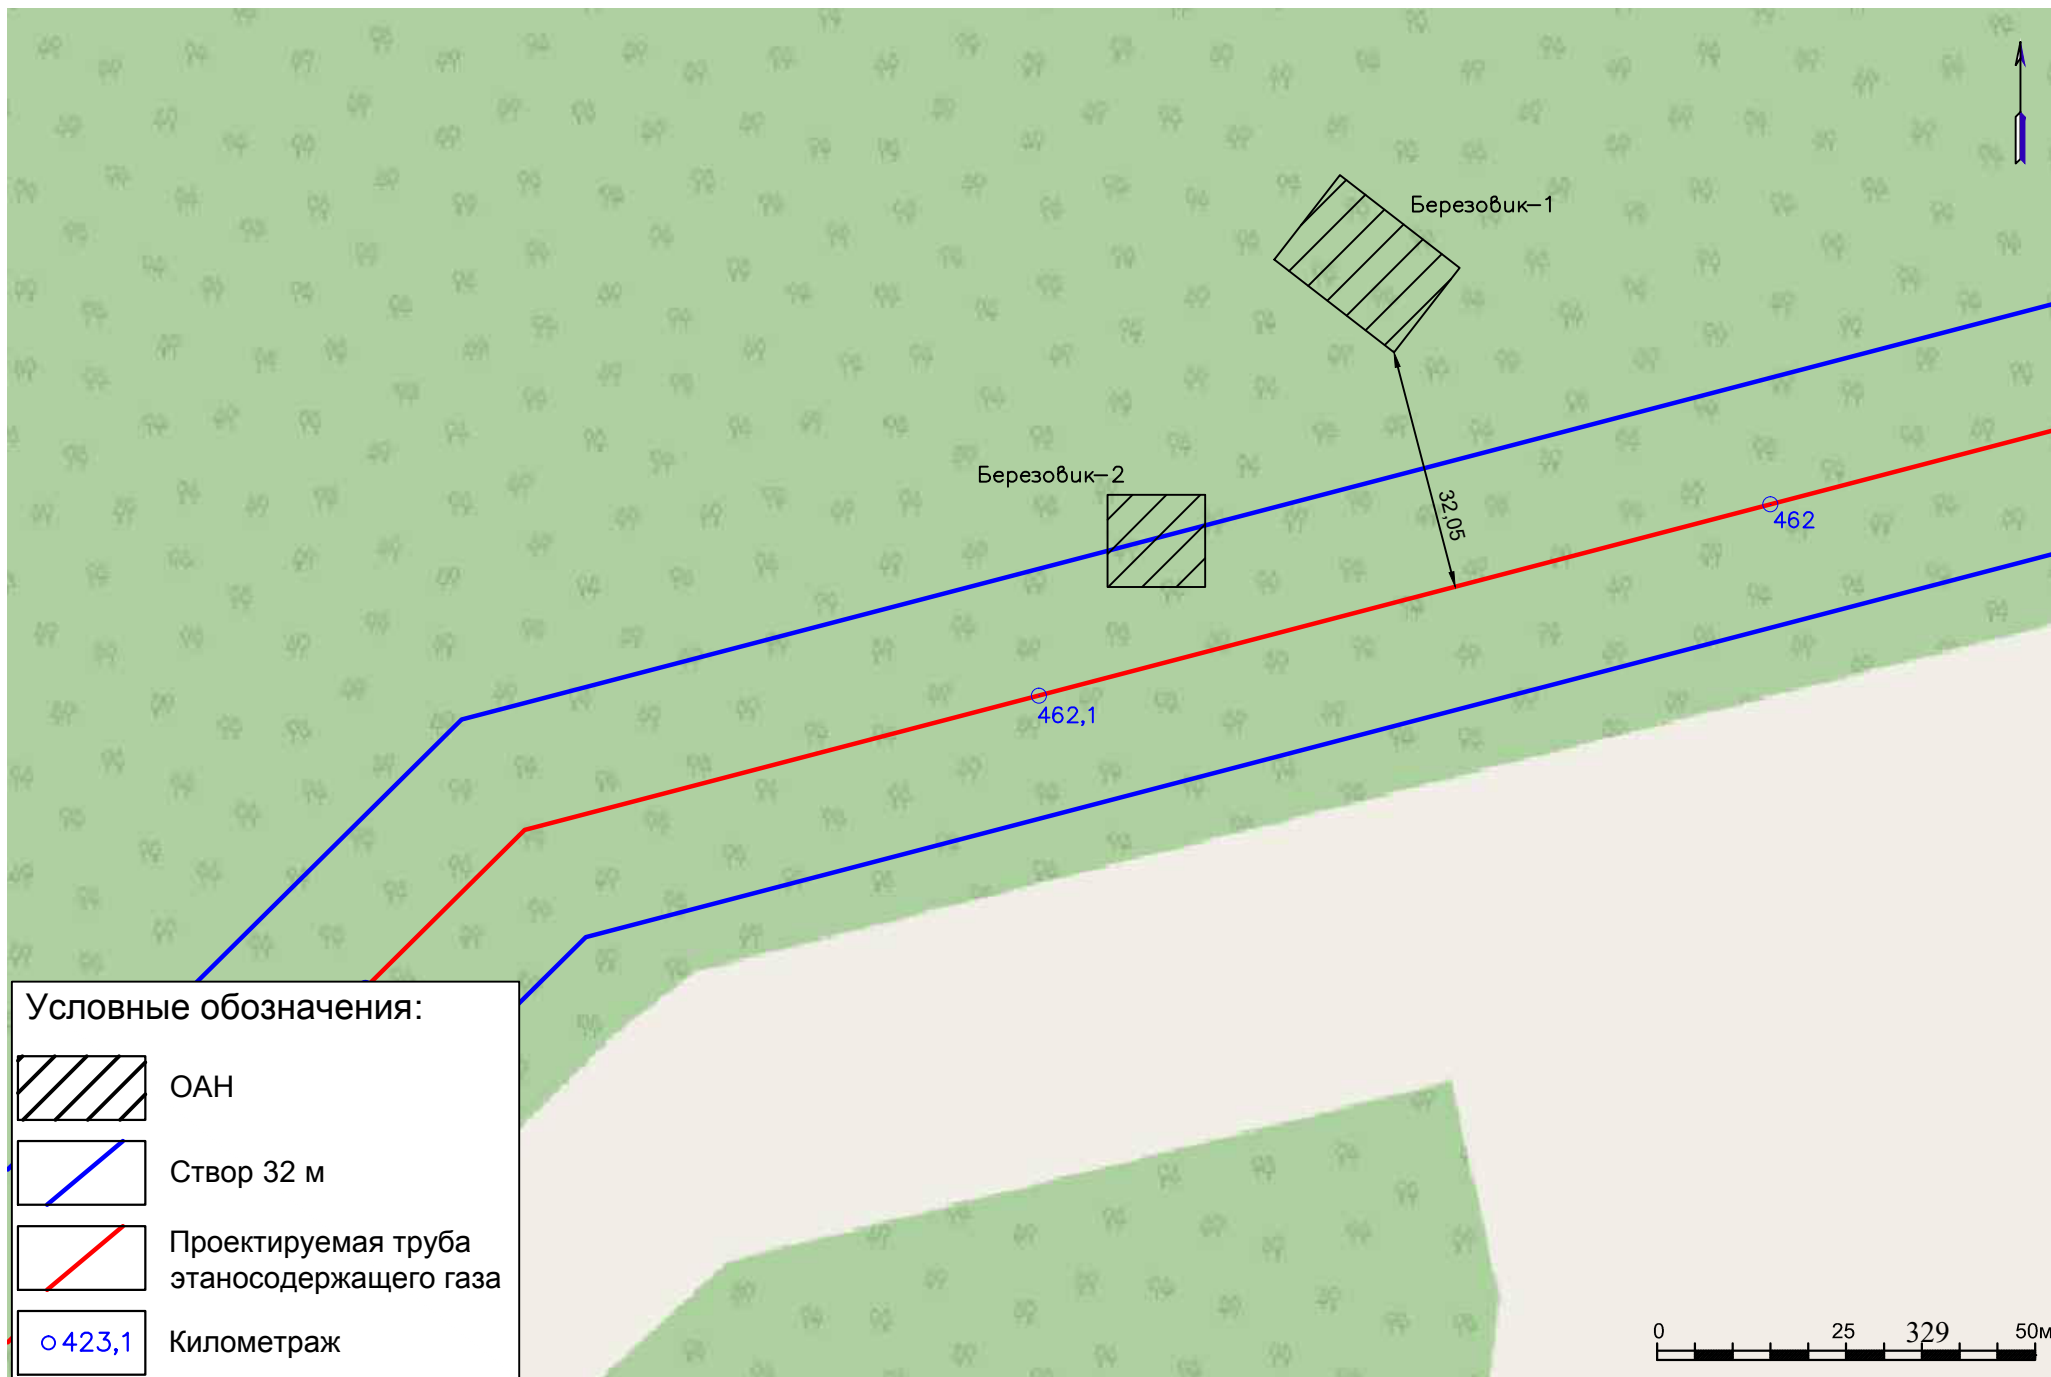 Березовик-1
Березовик-2
32,05
462
462,1
Условные обозначения:
ОАН
Створ 32 м
Проектируемая труба
этаносодержащего газа
423,1
Километраж
0 25 329 50м